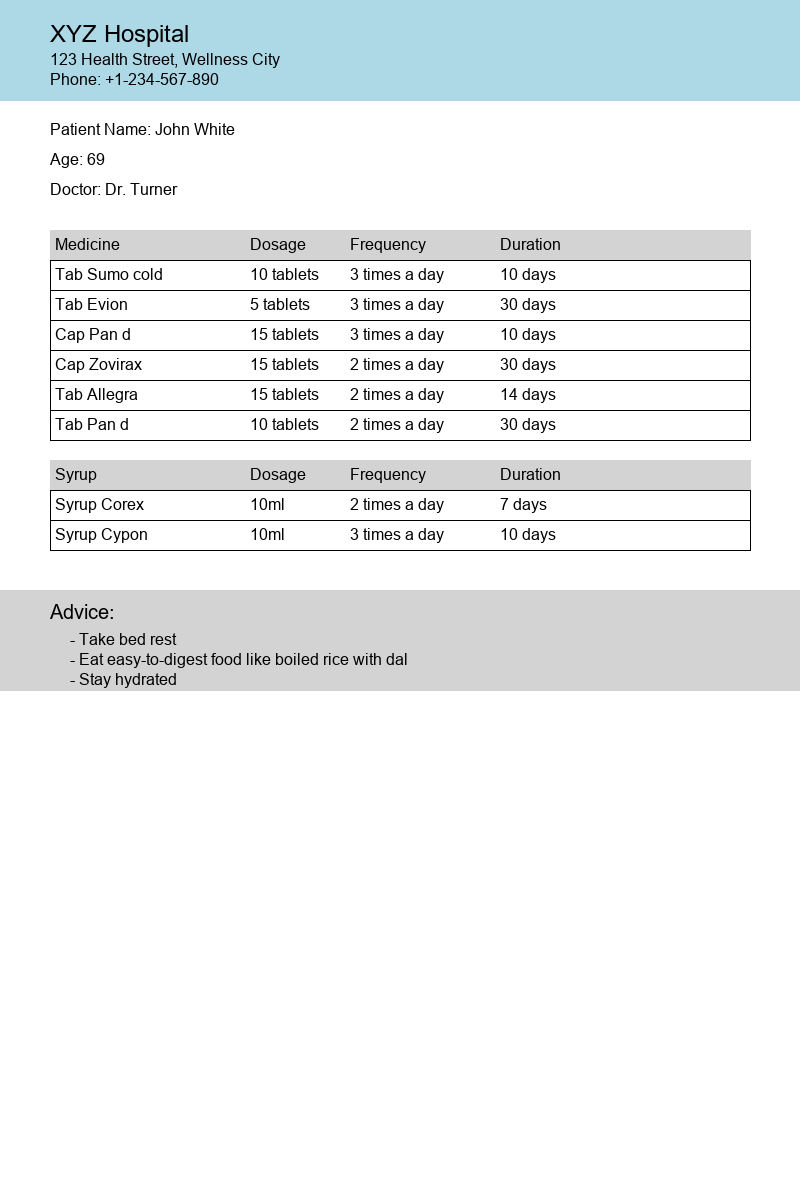 XYZ Hospital
123 Health Street, Wellness City
Phone: +1-234-567-890
Patient Name: John White
Age: 69
Doctor: Dr. Turner
Medicine Dosage Frequency Duration
Tab Sumo cold 10 tablets 3 times a day 10 days
Tab Evion 5 tablets 3 times a day 30 days
Cap Pan d 15 tablets 3 times a day 10 days
Cap Zovirax 15 tablets 2 times a day 30 days
Tab Allegra 15 tablets 2 times a day 14 days
Tab Pan d 10 tablets 2 times a day 30 days
Syrup Dosage Frequency Duration
Syrup Corex 10ml 2 times a day 7 days
Syrup Cypon 10ml 3 times a day 10 days
Advice:
- Take bed rest
- Eat easy-to-digest food like boiled rice with dal
- Stay hydrated